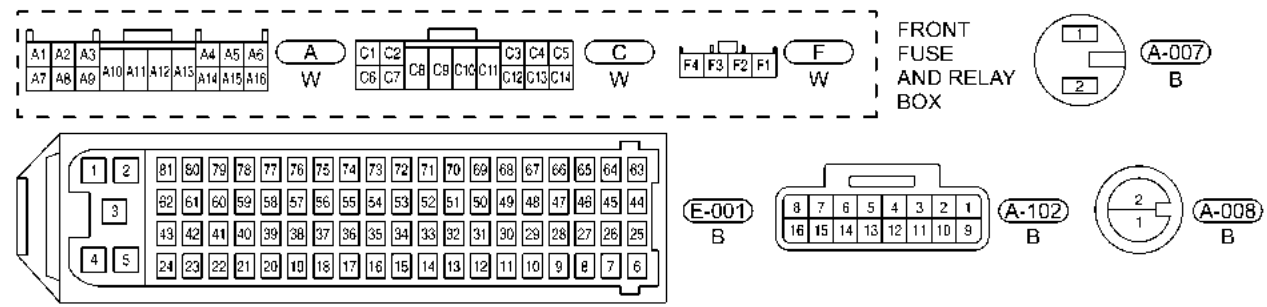 A1 A2 A3 A4 A5 A6
A7 A8 A9 A10 A11 A12 A13 A14 A15 A16
A
W
C1 C2 C3 C4 C5
C6 C7 C8 C9 C10 C11 C12 C13 C14
C
W
F4 F3 F2 F1
F
W
FRONT
FUSE
AND RELAY
BOX
1
2
A-007
B
1 2
3
4 5
81 80 79 78 77 76 75 74 73 72 71 70 69 68 67 66 65 64 63
62 61 60 59 58 57 56 55 54 53 52 51 50 49 48 47 46 45 44
43 42 41 40 39 38 37 36 35 34 33 32 31 30 29 28 27 26 25
24 23 22 21 20 19 18 17 16 15 14 13 12 11 10 9 8 7 6
E-001
B
8 7 6 5 4 3 2 1
16 15 14 13 12 11 10 9
A-102
B
2
1
A-008
B